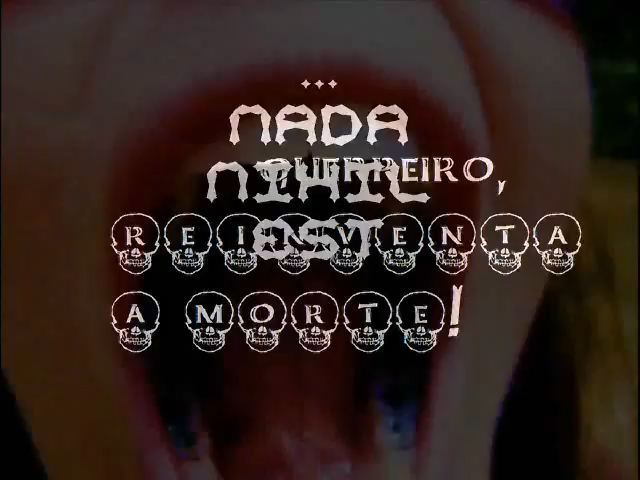 NADA
NIHIL
GUERREIRO,
EST
REINVENTA
A MORTE!